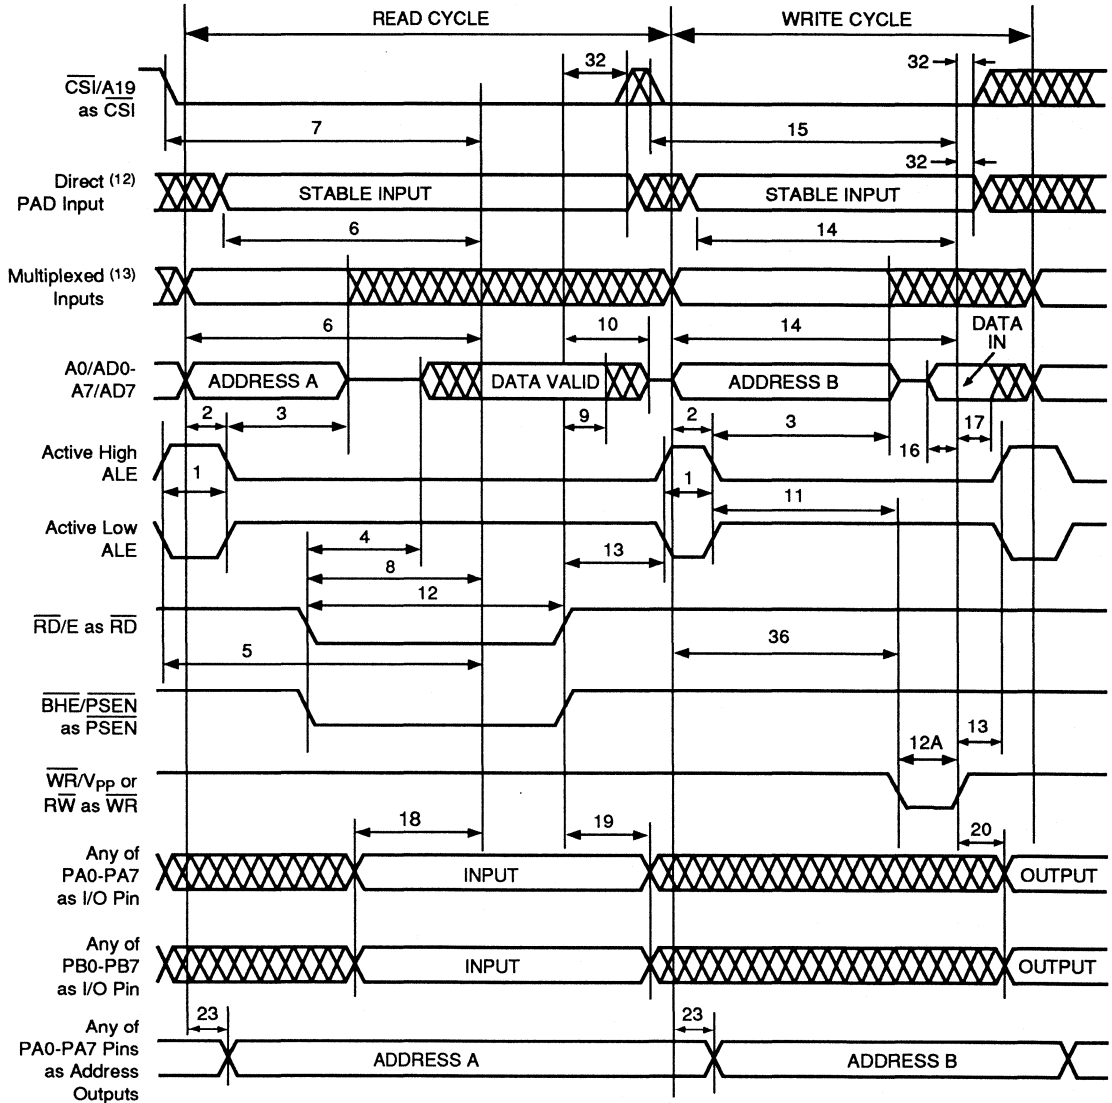 READ CYCLE WRITE CYCLE
32 32
CSI/A19
as CSI
7 15
32
Direct (12)
PAD Input
STABLE INPUT STABLE INPUT
6 14
Multiplexed (13)
Inputs
6 10 14 DATA
IN
A0/AD0-
A7/AD7
ADDRESS A DATA VALID ADDRESS B
2 3 9 2 3 16 17
Active High
ALE
1 1
11
Active Low
ALE
4 13
8
12
RD/E as RD
5 36
BHE/PSEN
as PSEN
12A 13
WR/VPP or
RW as WR
18 19 20
Any of
PA0-PA7
as I/O Pin
INPUT OUTPUT
Any of
PB0-PB7
as I/O Pin
INPUT OUTPUT
23 23
Any of
PA0-PA7 Pins
as Address
Outputs
ADDRESS A ADDRESS B